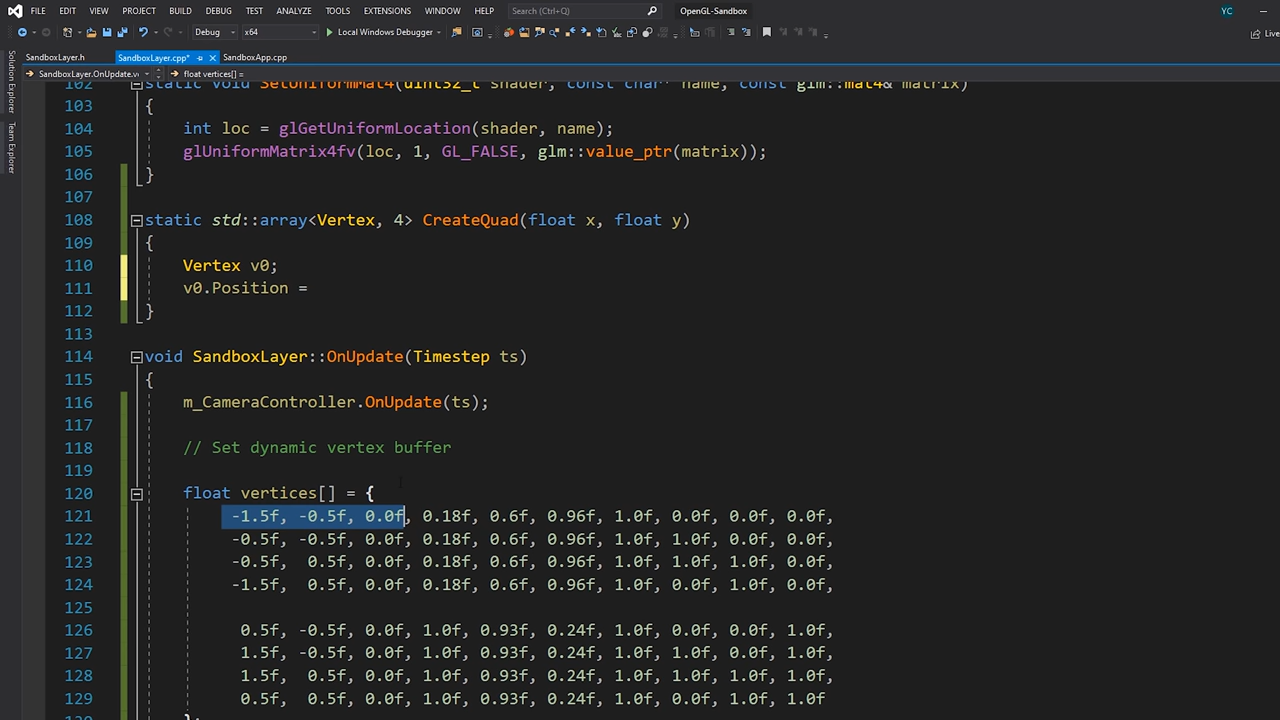 FILE EDIT VIEW GIT PROJECT BUILD DEBUG TEST ANALYZE TOOLS EXTENSIONS WINDOW HELP Search (Ctrl+Q) OpenGL-Sandbox YC
Debug x64 Local Windows Debugger Live
SandboxLayer.h SandboxLayer.cpp* SandboxApp.cpp
SandboxLayer.OnUpdate.ve float vertices[] =
Solution Explorer
Team Explorer
102 static void SetUniformMat4(uint32_t shader, const char* name, const glm::mat4& matrix)
103 {
104 int loc = glGetUniformLocation(shader, name);
105 glUniformMatrix4fv(loc, 1, GL_FALSE, glm::value_ptr(matrix));
106 }
107
108 static std::array<Vertex, 4> CreateQuad(float x, float y)
109 {
110 Vertex v0;
111 v0.Position =
112 }
113
114 void SandboxLayer::OnUpdate(Timestep ts)
115 {
116 m_CameraController.OnUpdate(ts);
117
118 // Set dynamic vertex buffer
119
120 float vertices[] = {
121 -1.5f, -0.5f, 0.0f, 0.18f, 0.6f, 0.96f, 1.0f, 0.0f, 0.0f, 0.0f,
122 -0.5f, -0.5f, 0.0f, 0.18f, 0.6f, 0.96f, 1.0f, 1.0f, 0.0f, 0.0f,
123 -0.5f, 0.5f, 0.0f, 0.18f, 0.6f, 0.96f, 1.0f, 1.0f, 1.0f, 0.0f,
124 -1.5f, 0.5f, 0.0f, 0.18f, 0.6f, 0.96f, 1.0f, 0.0f, 1.0f, 0.0f,
125
126 0.5f, -0.5f, 0.0f, 1.0f, 0.93f, 0.24f, 1.0f, 0.0f, 0.0f, 1.0f,
127 1.5f, -0.5f, 0.0f, 1.0f, 0.93f, 0.24f, 1.0f, 1.0f, 0.0f, 1.0f,
128 1.5f, 0.5f, 0.0f, 1.0f, 0.93f, 0.24f, 1.0f, 1.0f, 1.0f, 1.0f,
129 0.5f, 0.5f, 0.0f, 1.0f, 0.93f, 0.24f, 1.0f, 0.0f, 1.0f, 1.0f
};